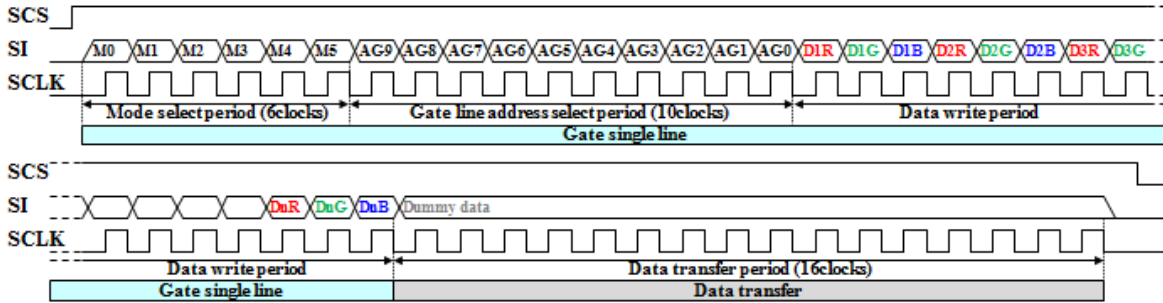 SCS
SI M0 M1 M2 M3 M4 M5 AG9 AG8 AG7 AG6 AG5 AG4 AG3 AG2 AG1 AG0 D1R D1G D1B D2R D2G D2B D3R D3G
SCLK
Mode select period (6clocks) Gate line address select period (10clocks) Data write period
Gate single line
SCS
SI DnR DnG DnB Dummy data
SCLK
Data write period Data transfer period (16clocks)
Gate single line Data transfer